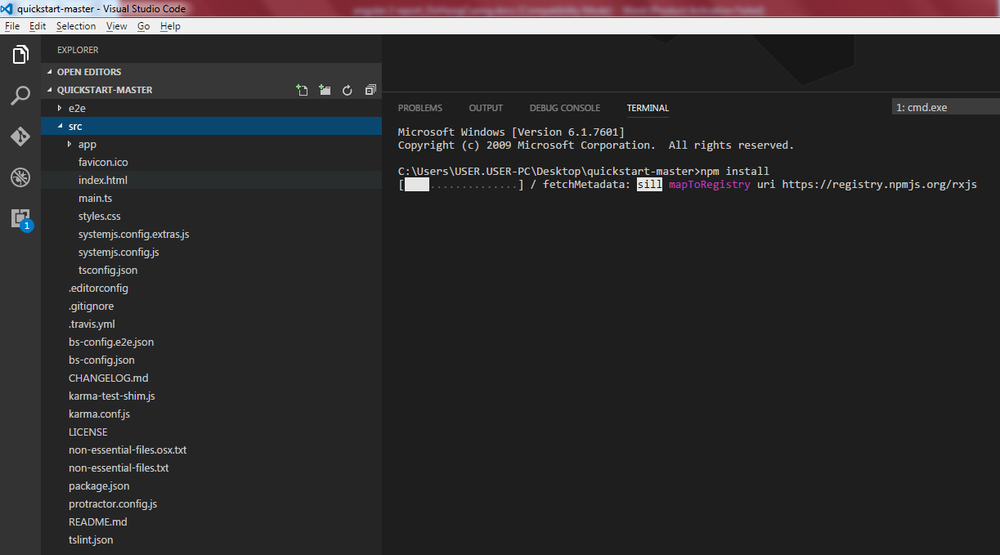 quickstart-master - Visual Studio Code
File Edit Selection View Go Help
EXPLORER
OPEN EDITORS
QUICKSTART-MASTER
e2e
src
app
favicon.ico
index.html
main.ts
styles.css
systemjs.config.extras.js
systemjs.config.js
tsconfig.json
.editorconfig
.gitignore
.travis.yml
bs-config.e2e.json
bs-config.json
CHANGELOG.md
karma-test-shim.js
karma.conf.js
LICENSE
non-essential-files.osx.txt
non-essential-files.txt
package.json
protractor.config.js
README.md
tslint.json
1
PROBLEMS OUTPUT DEBUG CONSOLE TERMINAL 1: cmd.exe
Microsoft Windows [Version 6.1.7601]
Copyright (c) 2009 Microsoft Corporation.  All rights reserved.
C:\Users\USER.USER-PC\Desktop\quickstart-master>npm install
[    ..............] / fetchMetadata: sill mapToRegistry uri https://registry.npmjs.org/rxjs